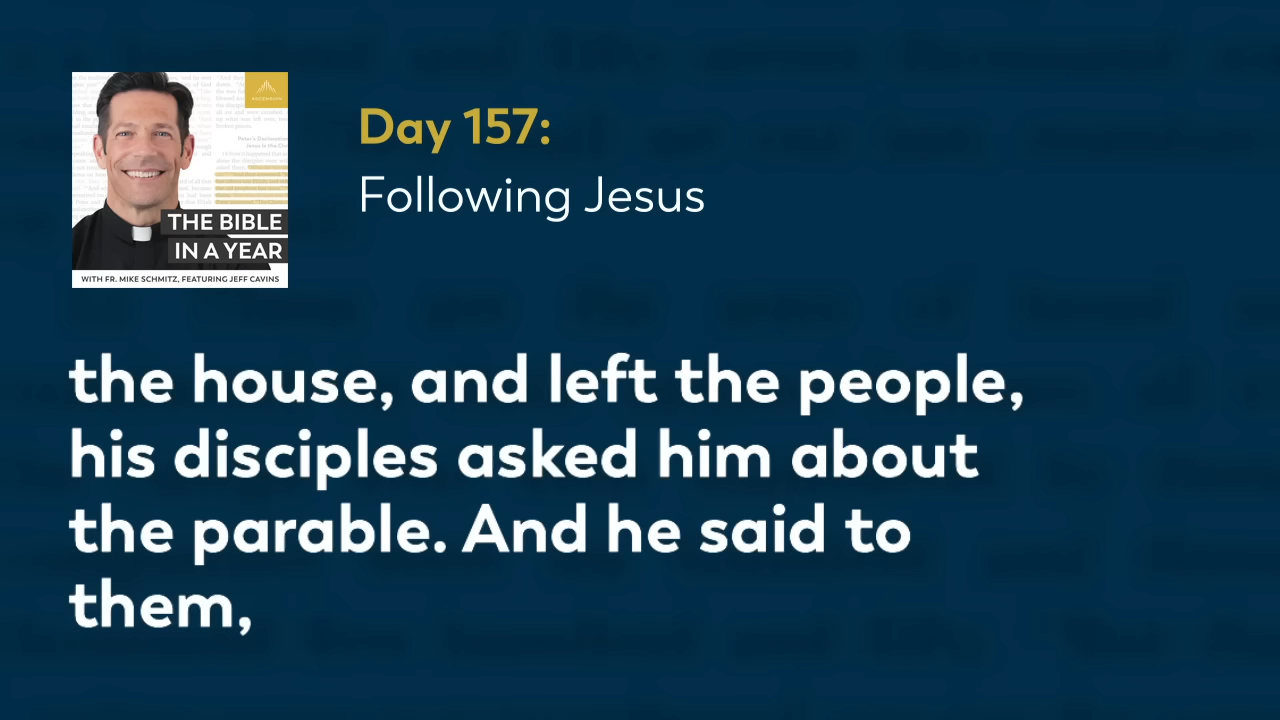 ASCENSION
THE BIBLE
IN A YEAR
WITH FR. MIKE SCHMITZ, FEATURING JEFF CAVINS
Day 157:
Following Jesus
the house, and left the people,
his disciples asked him about
the parable. And he said to
them,